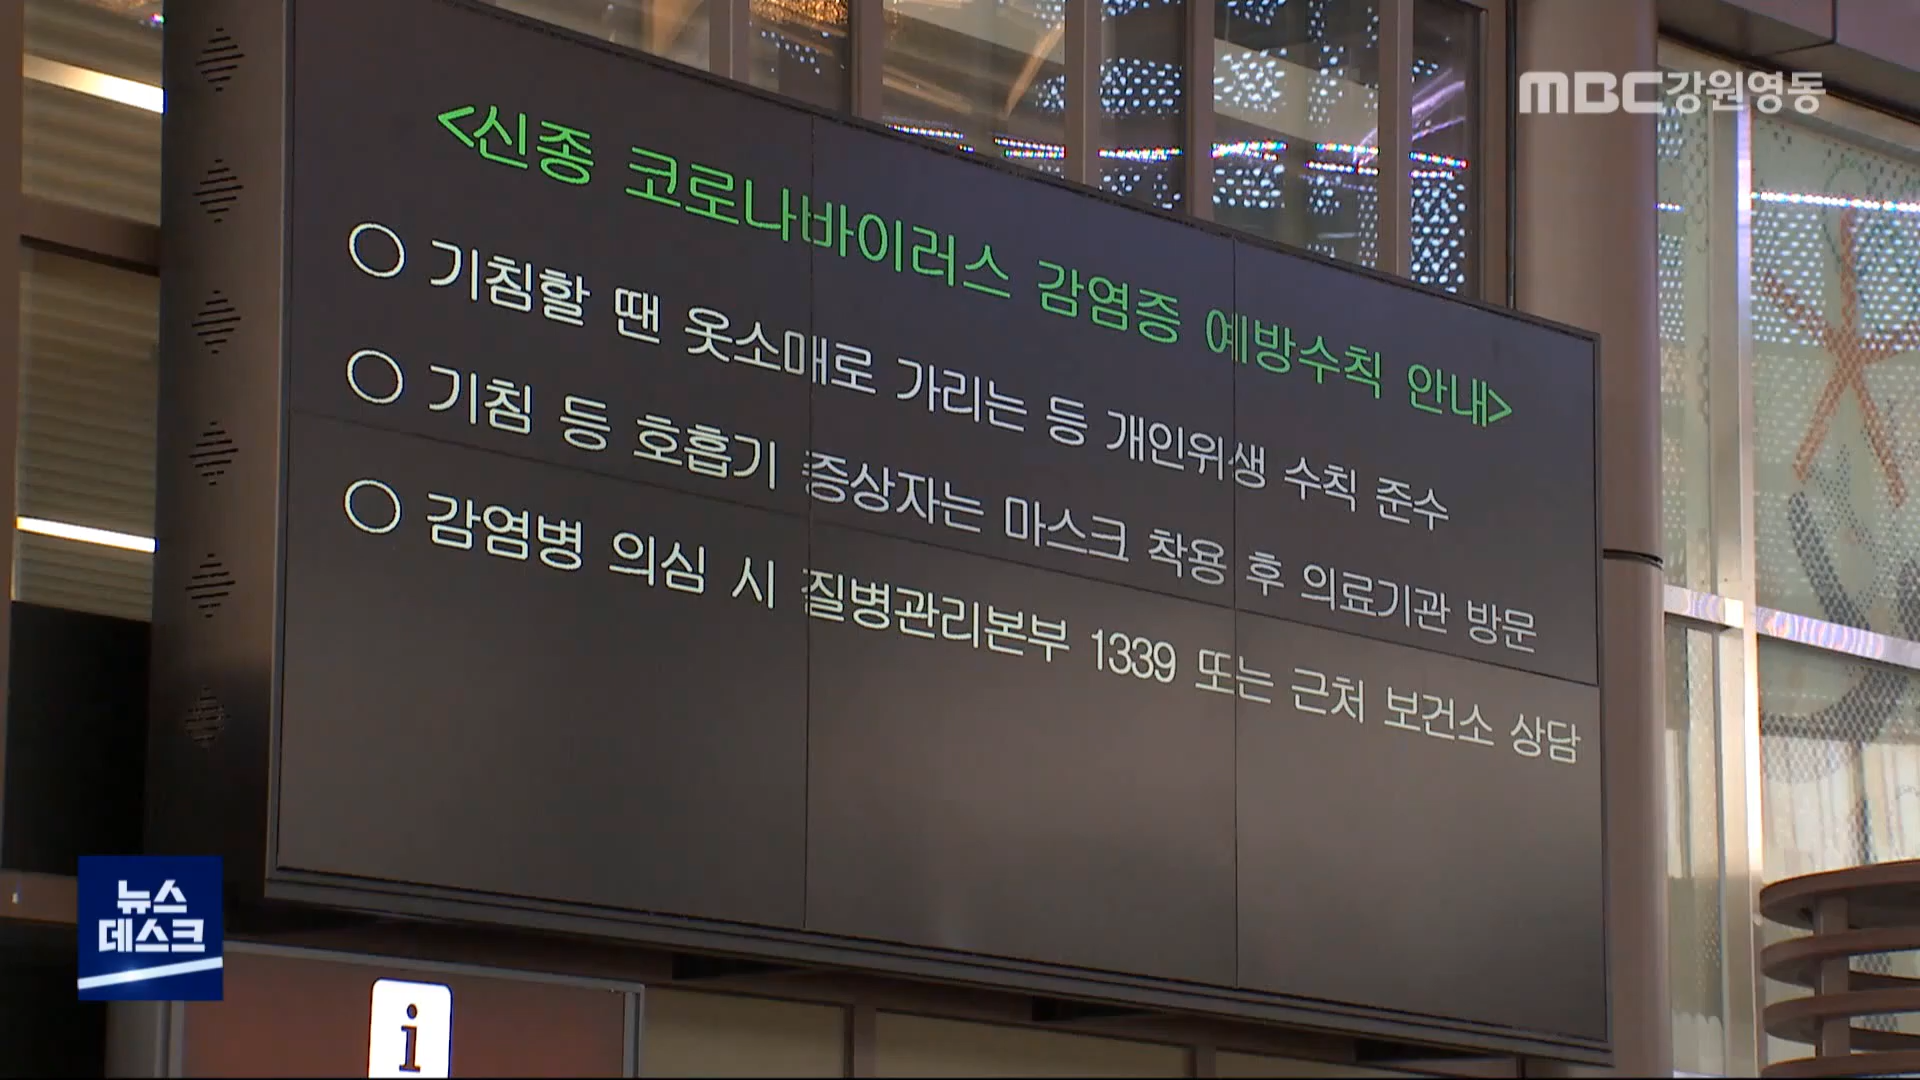 MBC강원영동
<신종 코로나바이러스 감염증 예방수칙 안내>
○ 기침할 땐 옷소매로 가리는 등 개인위생 수칙 준수
○ 기침 등 호흡기 증상자는 마스크 착용 후 의료기관 방문
○ 감염병 의심 시 질병관리본부 1339 또는 근처 보건소 상담
뉴스
데스크
i